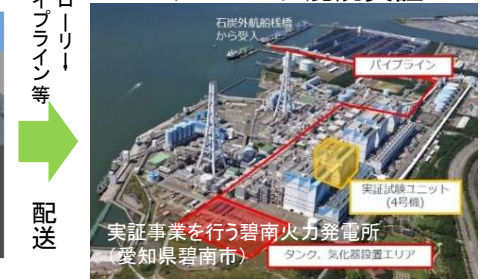 ローリー
イプライン等
配送
石炭外航船桟橋
から受入
パイプライン
実証試験ユニット
(4号機)
実証事業を行う碧南火力発電所
(愛知県碧南市)
タンク、気化器設置エリア